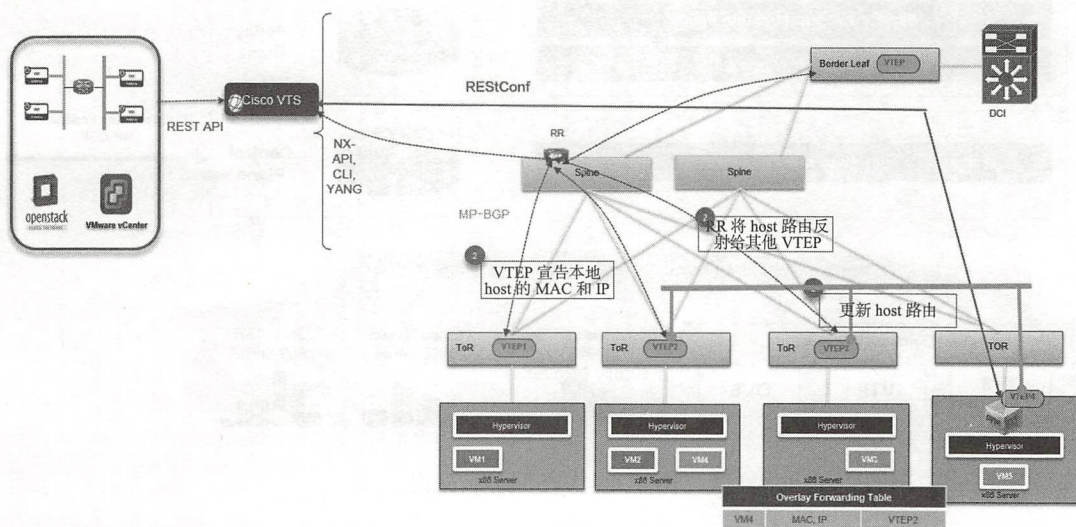 REST API
Cisco VTS
openstack
VMware vCenter
NX-
API,
CLI,
YANG
REStConf
Border Leaf
VTEP
DCI
RR
Spine
Spine
MP-BGP
2
VTEP 宣告本地
host 的 MAC 和 IP
2
RR 将 host 路由反
射给其他 VTEP
更新 host 路由
ToR
VTEP1
ToR
VTEP2
ToR
TOR
VTEP4
Hypervisor
VM1
x86 Server
Hypervisor
VM2
VM4
x86 Server
Hypervisor
x86 Server
Hypervisor
x86 Server
Overlay Forwarding Table
VM4
MAC, IP
VTEP2